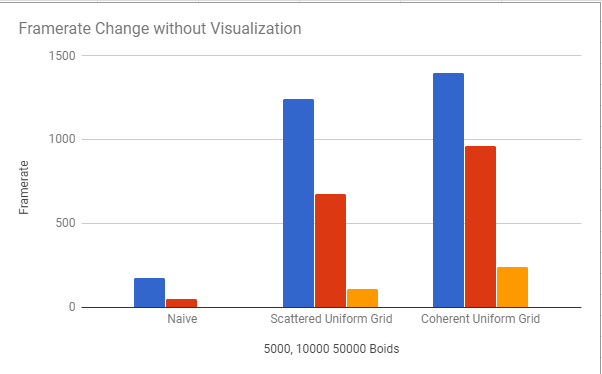 Framerate Change without Visualization
1500
1000
500
0
Framerate
Naive
Scattered Uniform Grid
Coherent Uniform Grid
5000, 10000 50000 Boids